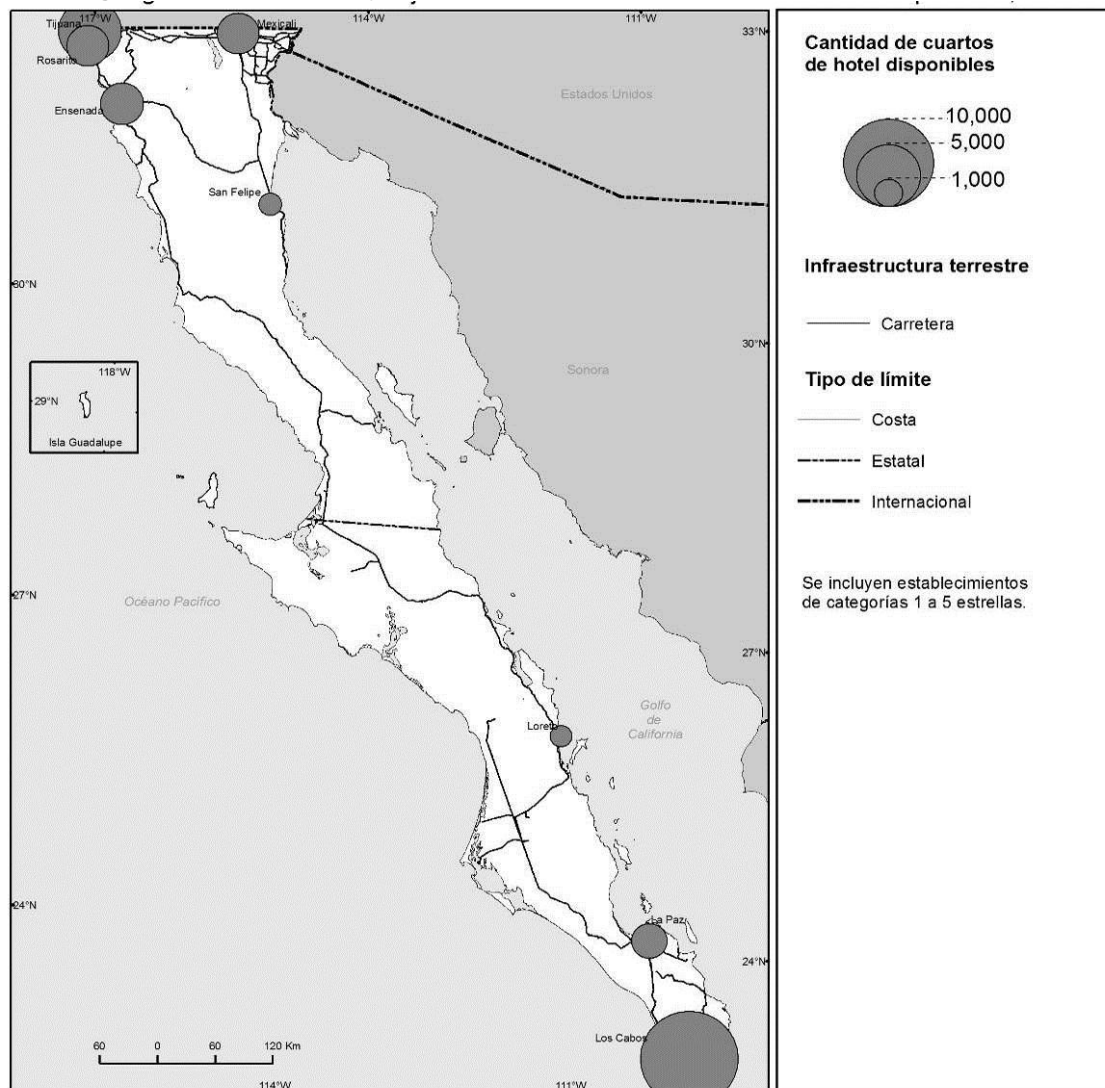 117°W
114°W
111°W
33°N
Tijuana
Mexicali
Rosarito
Ensenada
Estados Unidos
San Felipe
30°N
30°N
Sonora
118°W
29°N
Isla Guadalupe
Océano Pacifico
27°N
27°N
Golfo
de
California
Loreto
24°N
La Paz
24°N
Los Cabos
60 0 60 120 Km
114°W
111°W
Cantidad de cuartos
de hotel disponibles
10,000
5,000
1,000
Infraestructura terrestre
Carretera
Tipo de límite
Costa
Estatal
Internacional
Se incluyen establecimientos
de categorías 1 a 5 estrellas.